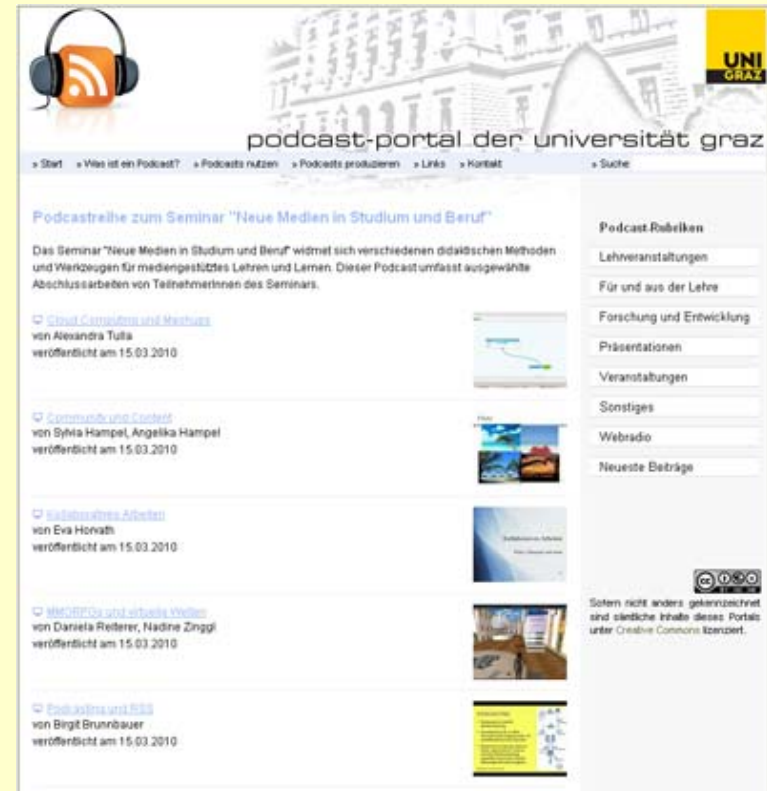 UNI
GRAZ
podcast-portal der universität graz
» Start » Was ist ein Podcast? » Podcasts nutzen » Podcasts produzieren » Links » Kontakt » Suche
Podcastreihe zum Seminar "Neue Medien in Studium und Beruf"
Das Seminar "Neue Medien in Studium und Beruf" widmet sich verschiedenen didaktischen Methoden
und Werkzeugen für mediengestütztes Lehren und Lernen. Dieser Podcast umfasst ausgewählte
Abschlussarbeiten von TeilnehmerInnen des Seminars.
Cloud Computing und Mashups
von Alexandra Tulla
veröffentlicht am 15.03.2010
Community und Content
von Sylvia Hampel, Angelika Hampel
veröffentlicht am 15.03.2010
Kollaboratives Arbeiten
von Eva Horvath
veröffentlicht am 15.03.2010
Kollaboratives Arbeiten
MMORPGs und virtuelle Welten
von Daniela Reiterer, Nadine Zinggl
veröffentlicht am 15.03.2010
Podcasting und RSS
von Birgit Brunnbauer
veröffentlicht am 15.03.2010
Podcast-Rubriken
Lehrveranstaltungen
Für und aus der Lehre
Forschung und Entwicklung
Präsentationen
Veranstaltungen
Sonstiges
Webradio
Neueste Beiträge
cc
Sofern nicht anders gekennzeichnet
sind sämtliche Inhalte dieses Portals
unter Creative Commons lizenziert.